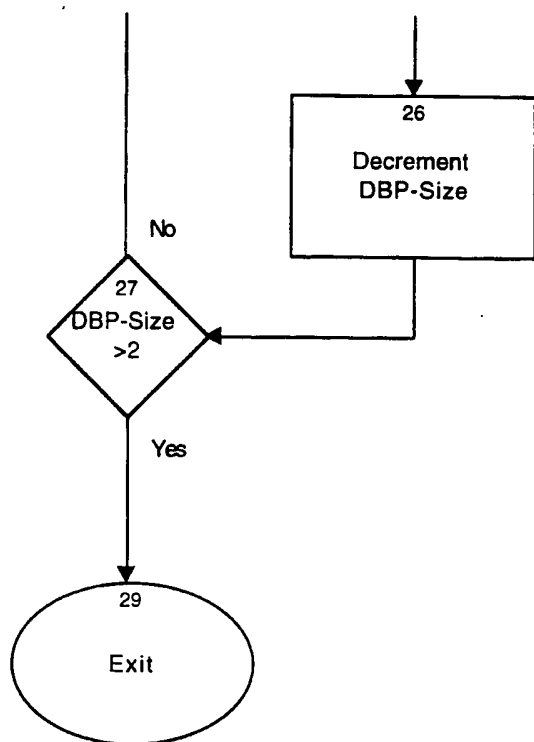 26
Decrement
DBP-Size
No
27
DBP-Size
>2
Yes
29
Exit